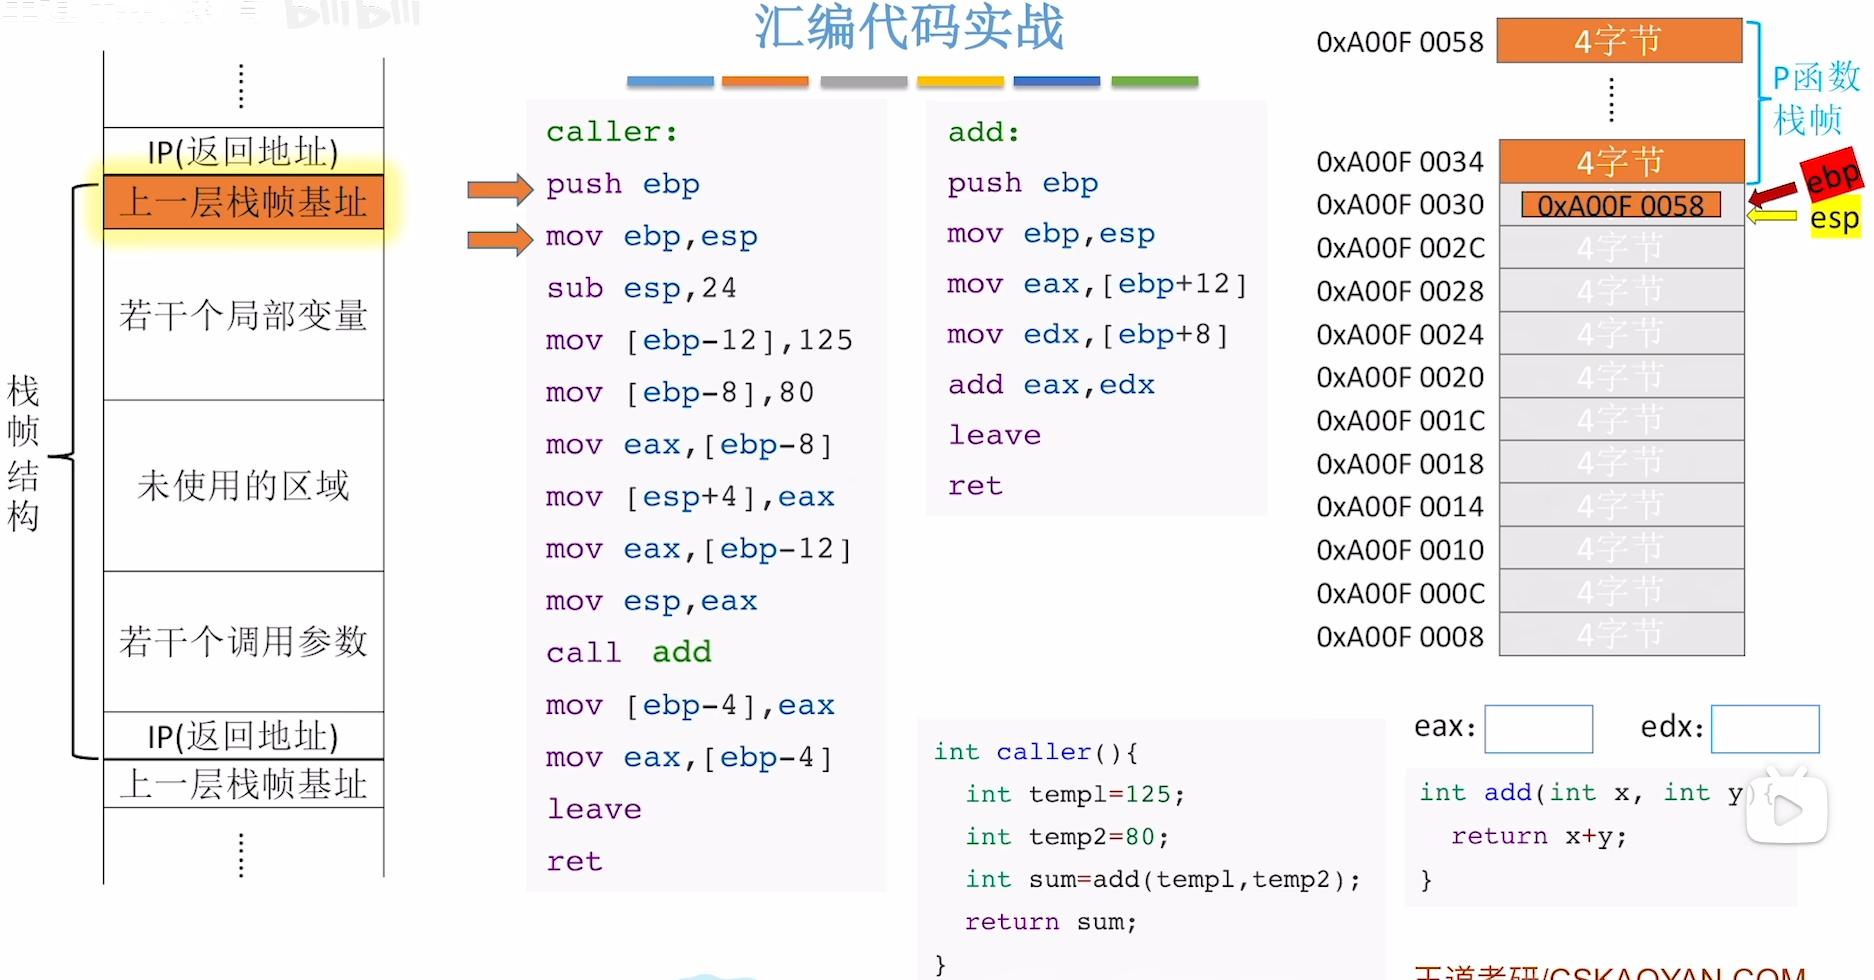 汇编代码实战
IP(返回地址)
上一层栈帧基址
若干个局部变量
未使用的区域
若干个调用参数
IP(返回地址)
上一层栈帧基址
栈帧结构
caller:
push ebp
mov ebp,esp
sub esp,24
mov [ebp-12],125
mov [ebp-8],80
mov eax,[ebp-8]
mov [esp+4],eax
mov eax,[ebp-12]
mov esp,eax
call add
mov [ebp-4],eax
mov eax,[ebp-4]
leave
ret
add:
push ebp
mov ebp,esp
mov eax,[ebp+12]
mov edx,[ebp+8]
add eax,edx
leave
ret
int caller(){
int temp1=125;
int temp2=80;
int sum=add(temp1,temp2);
return sum;
}
0xA00F 0058 4字节
0xA00F 0034 4字节
0xA00F 0030 0xA00F 0058
0xA00F 002C 4字节
0xA00F 0028 4字节
0xA00F 0024 4字节
0xA00F 0020 4字节
0xA00F 001C 4字节
0xA00F 0018 4字节
0xA00F 0014 4字节
0xA00F 0010 4字节
0xA00F 000C 4字节
0xA00F 0008 4字节
P函数
栈帧
ebp
esp
eax:
edx:
int add(int x, int y){
return x+y;
}
王道考研/CSKAOYAN.COM
bilibili